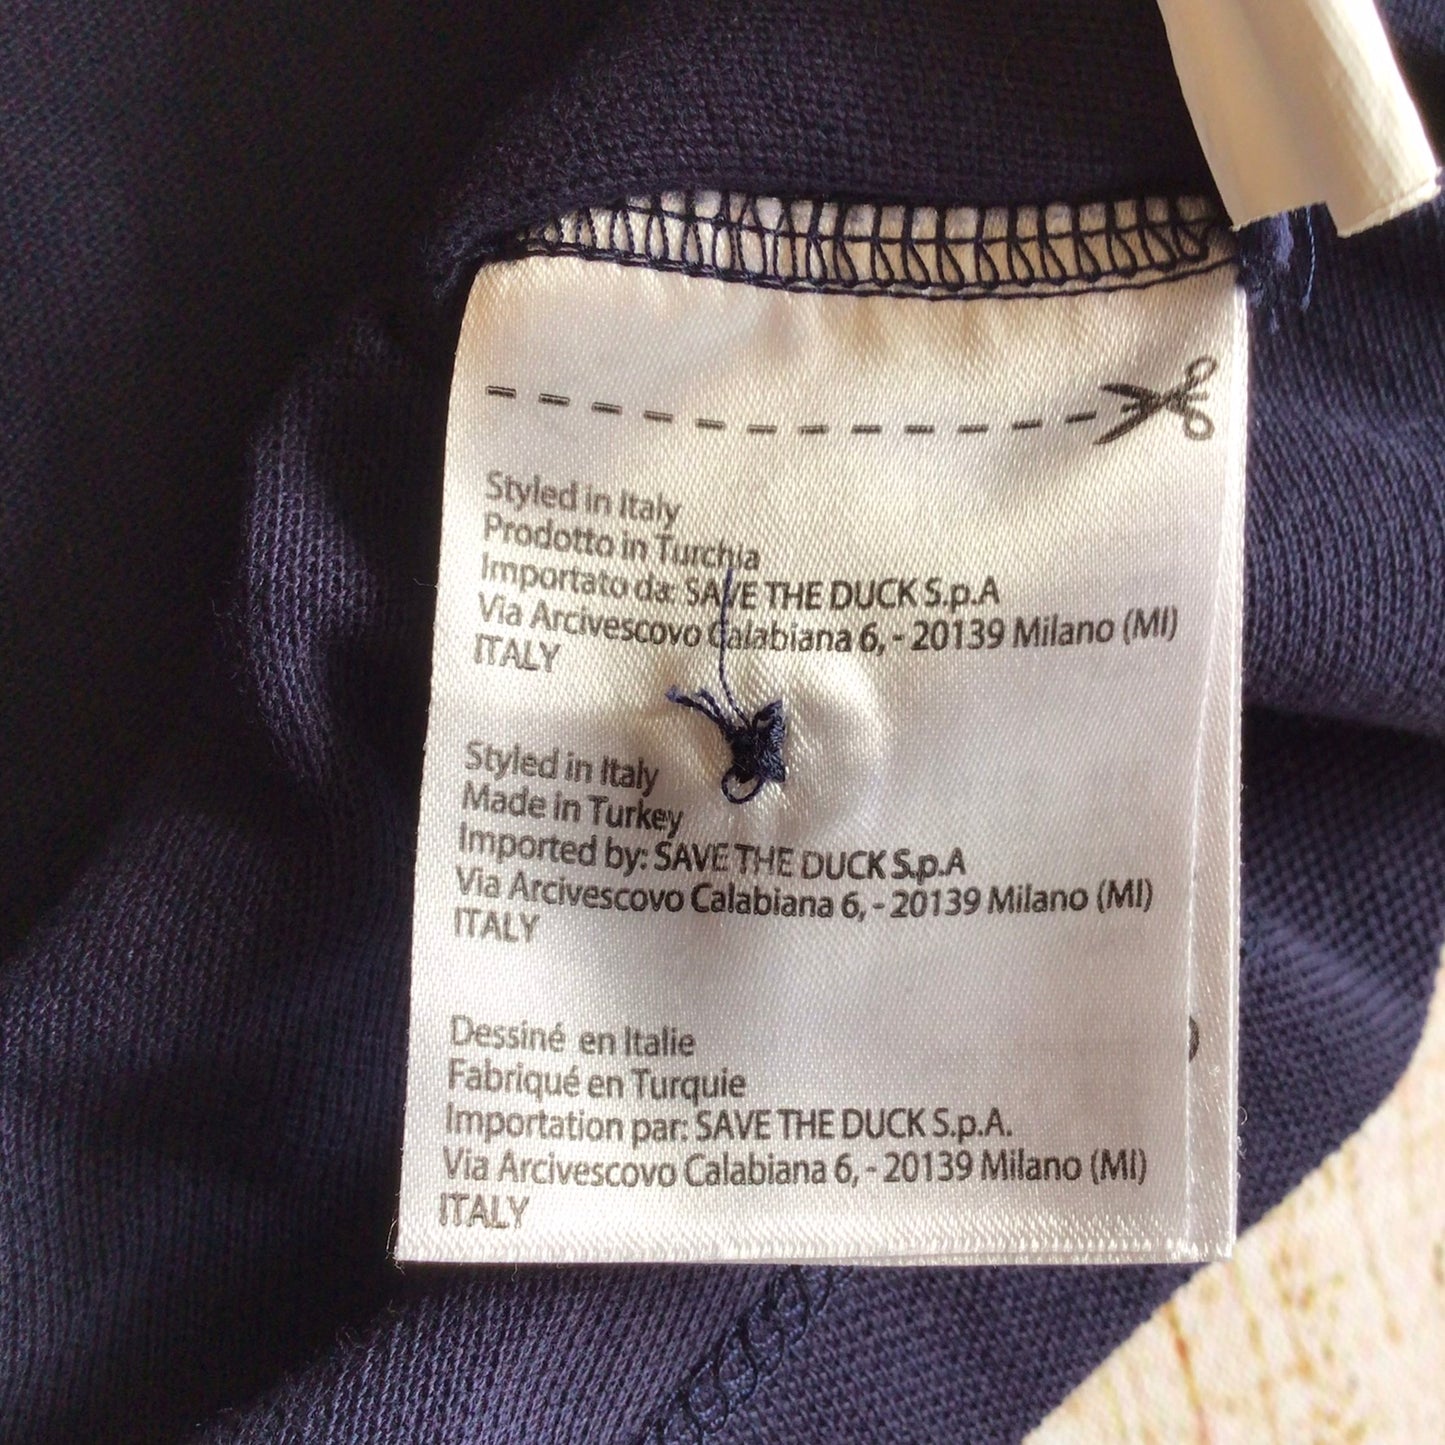 Styled in Italy
Prodotto in Turchia
Importato da: SAVE THE DUCK S.p.A
Via Arcivescovo Calabiana 6, - 20139 Milano (MI)
ITALY
Styled in Italy
Made in Turkey
Imported by: SAVE THE DUCK S.p.A
Via Arcivescovo Calabiana 6, - 20139 Milano (MI)
ITALY
Dessiné en Italie
Fabriqué en Turquie
Importation par: SAVE THE DUCK S.p.A.
Via Arcivescovo Calabiana 6, - 20139 Milano (MI)
ITALY